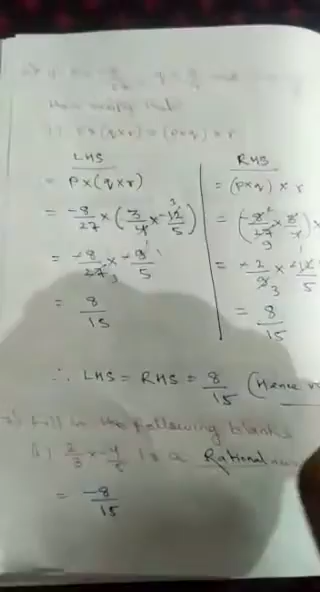 then verify that
(i) p×(q×r) = (p×q)×r
LHS
= p×(q×r)
= -8/27 × (3/4 × -12/5)
= -8/27 × -9/5
= 8/15
RHS
= (p×q) × r
= (-8/27 × 3/4) ×
= -2/9 × -12/5
= 8/15
∴ LHS = RHS = 8/15 (Hence
2) Fill in the following blanks
(i) 2/3 × -4/5 is a Rational
= -8/15